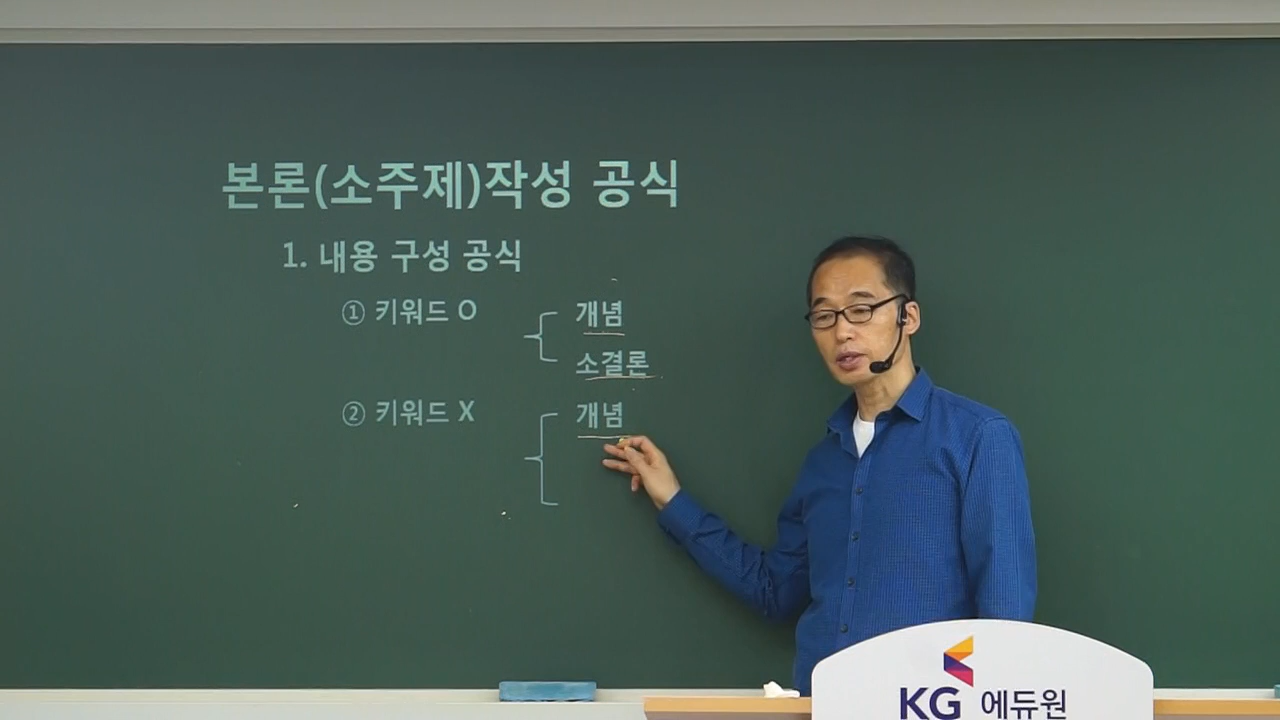 본론(소주제)작성 공식
1. 내용 구성 공식
① 키워드 O
개념
소결론
② 키워드 X
개념
KG 에듀원